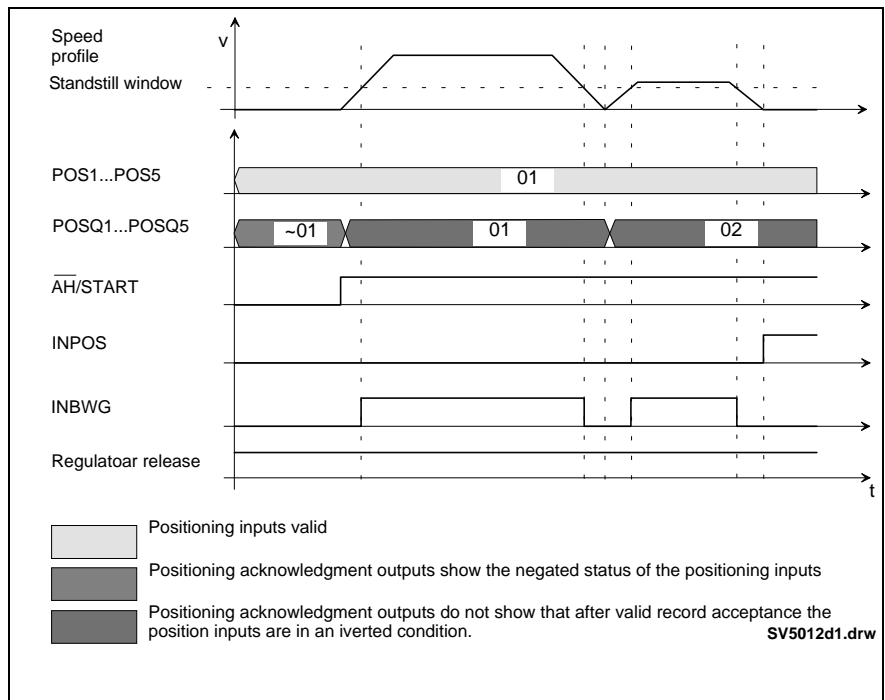 Speed
profile
v
Standstill window
POS1...POS5
01
POSQ1...POSQ5
~01
01
02
A̅H̅/START
INPOS
INBWG
Regulatoar release
t
Positioning inputs valid
Positioning acknowledgment outputs show the negated status of the positioning inputs
Positioning acknowledgment outputs do not show that after valid record acceptance the
position inputs are in an iverted condition.
SV5012d1.drw